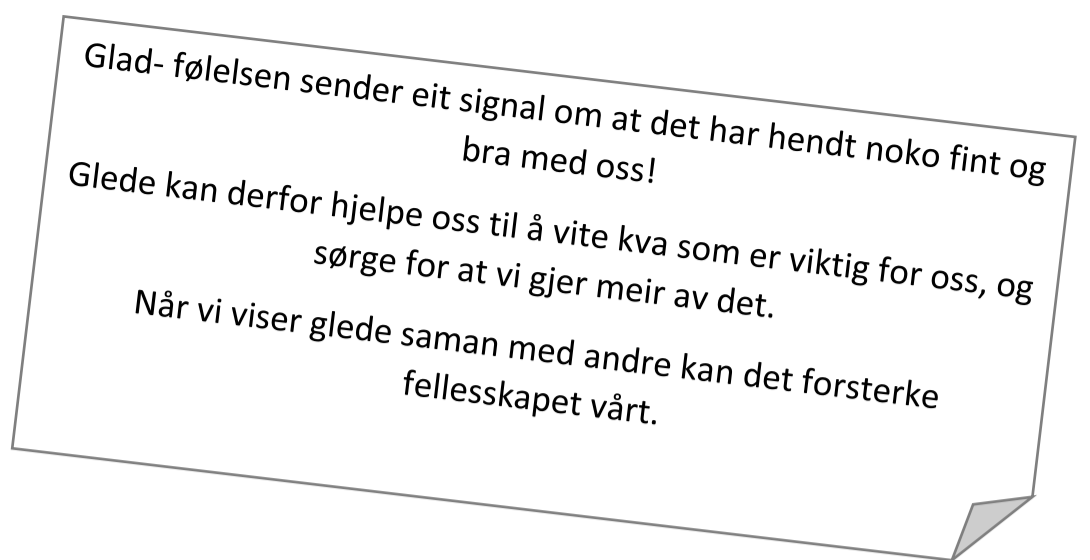 Glad- følelsen sender eit signal om at det har hendt noko fint og
bra med oss!
Glede kan derfor hjelpe oss til å vite kva som er viktig for oss, og
sørge for at vi gjer meir av det.
Når vi viser glede saman med andre kan det forsterke
fellesskapet vårt.